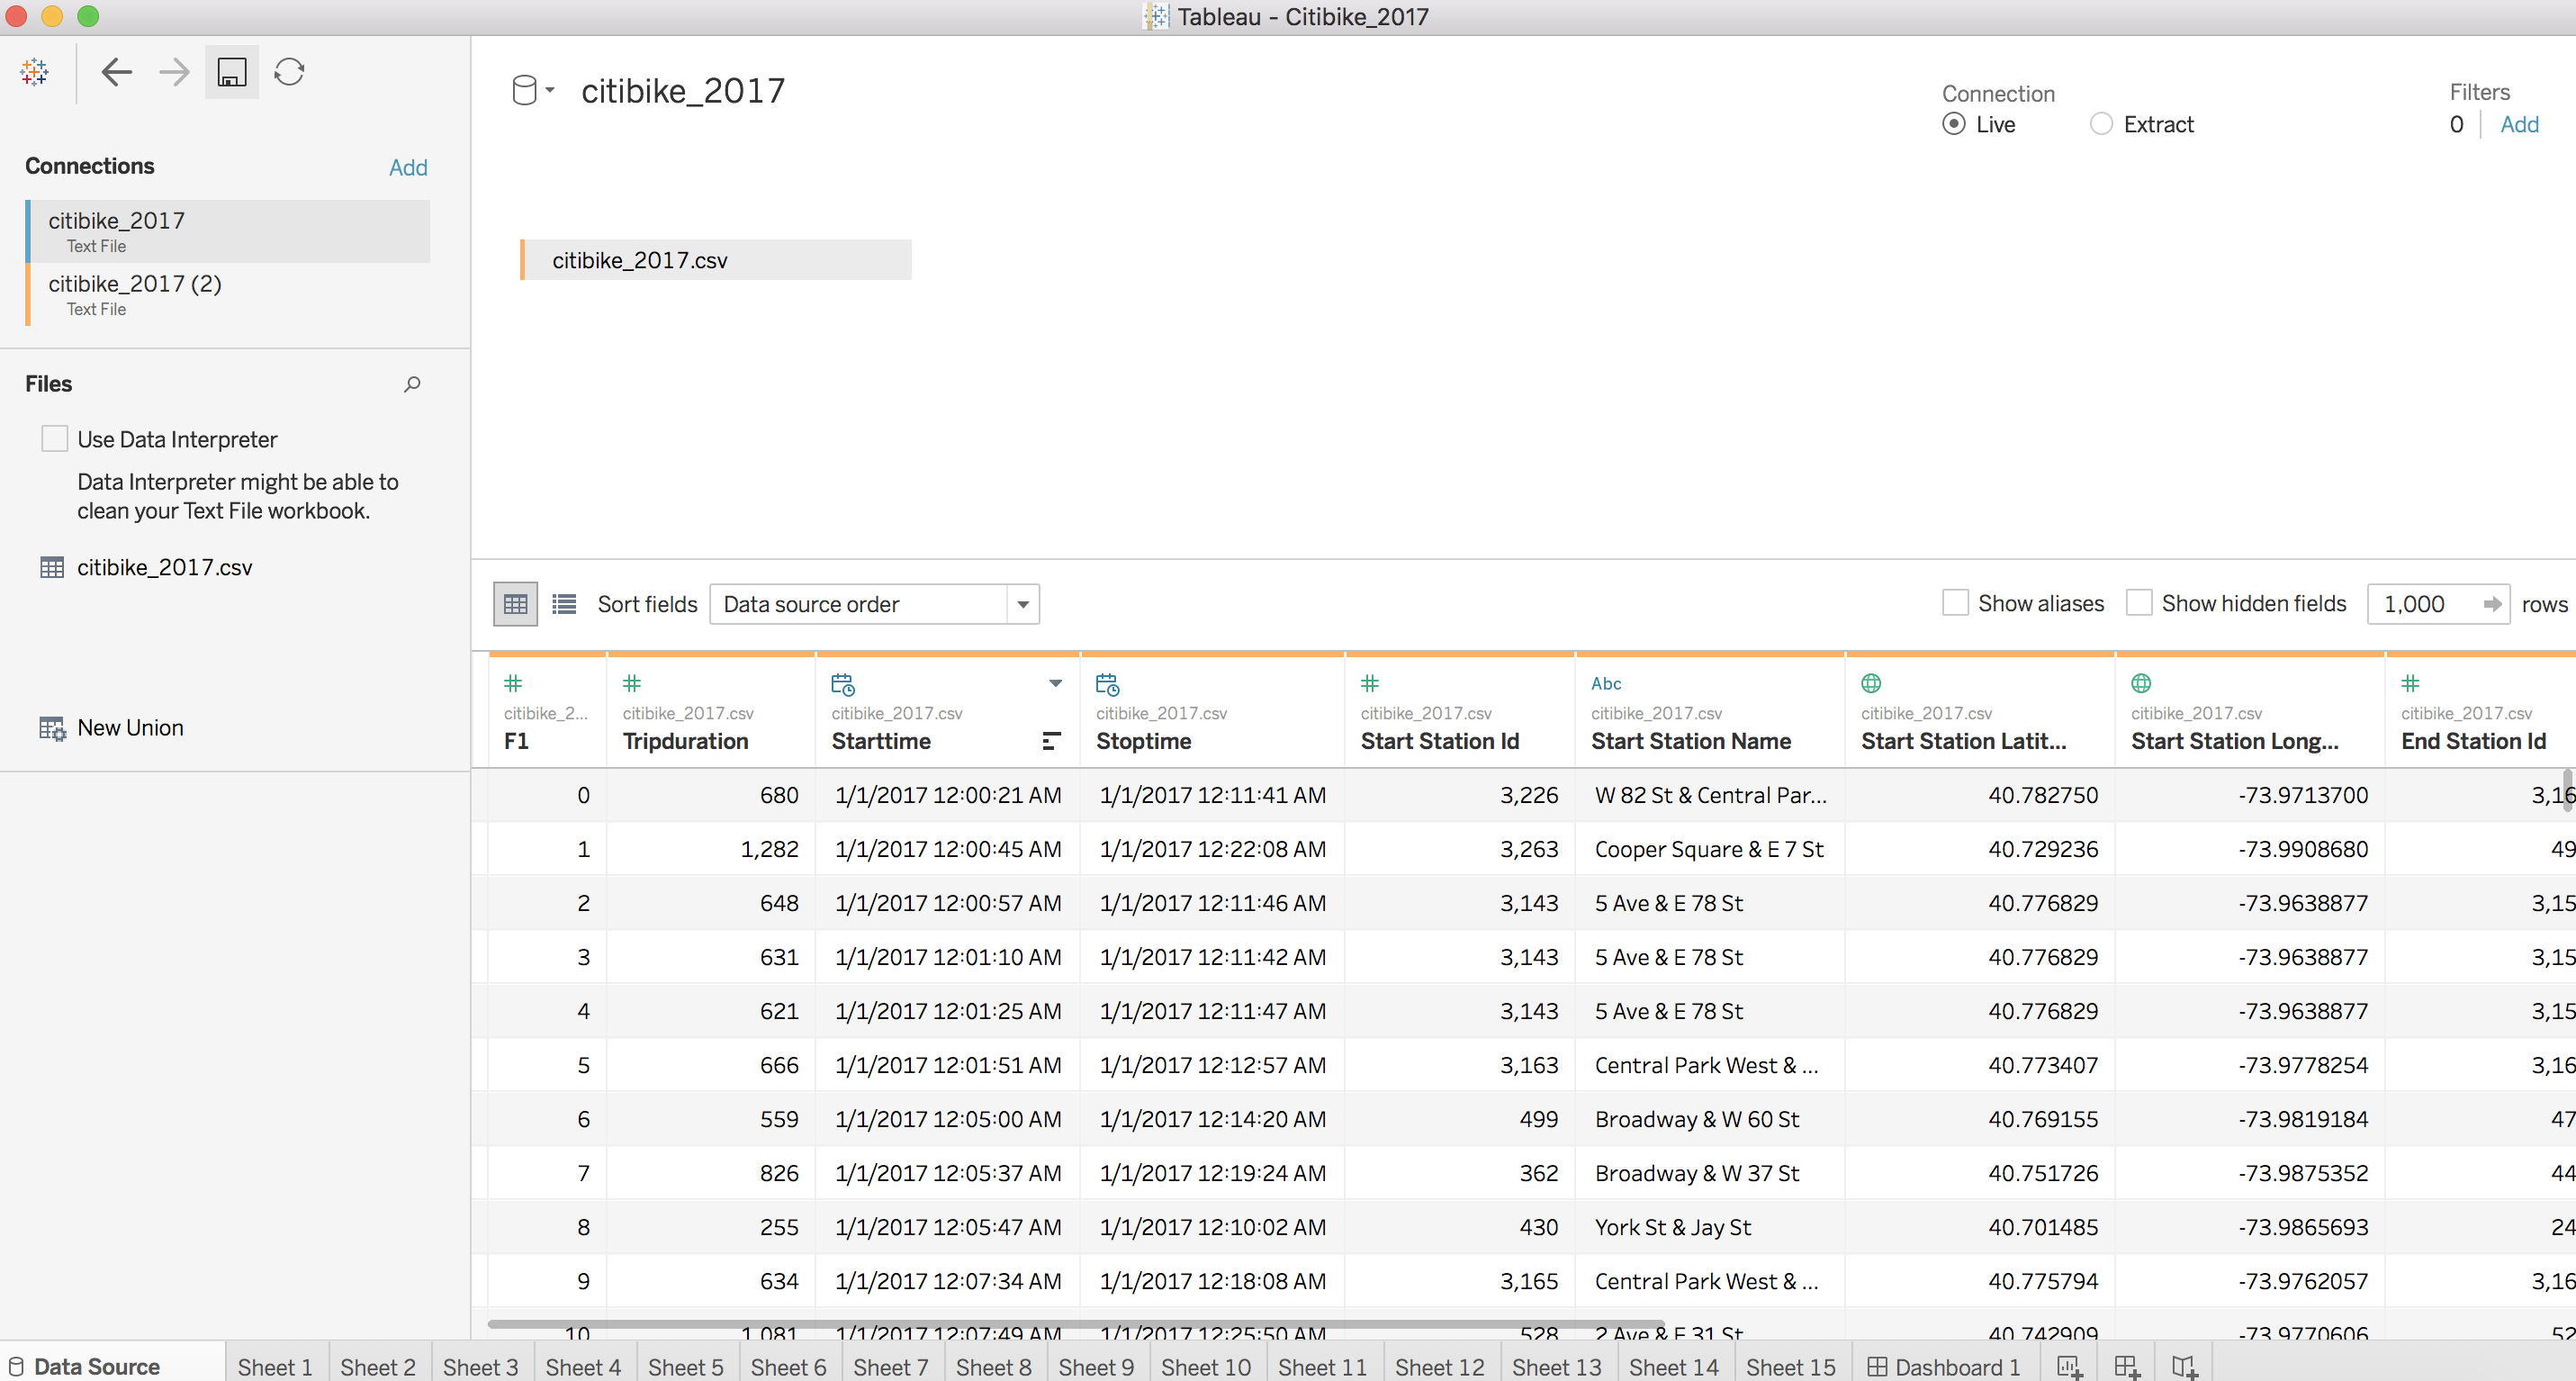 Tableau - Citibike_2017
citibike_2017
Connection
Live Extract
Filters
0 Add
Connections Add
citibike_2017
Text File
citibike_2017 (2)
Text File
citibike_2017.csv
Files
Use Data Interpreter
Data Interpreter might be able to
clean your Text File workbook.
citibike_2017.csv
New Union
Sort fields Data source order Show aliases Show hidden fields 1,000 rows
Abc
citibike_2... citibike_2017.csv citibike_2017.csv citibike_2017.csv citibike_2017.csv citibike_2017.csv citibike_2017.csv citibike_2017.csv citibike_2017.csv
F1 Tripduration Starttime Stoptime Start Station Id Start Station Name Start Station Latit... Start Station Long... End Station Id
0 680 1/1/2017 12:00:21 AM 1/1/2017 12:11:41 AM 3,226 W 82 St & Central Par... 40.782750 -73.9713700 3,16
1 1,282 1/1/2017 12:00:45 AM 1/1/2017 12:22:08 AM 3,263 Cooper Square & E 7 St 40.729236 -73.9908680 49
2 648 1/1/2017 12:00:57 AM 1/1/2017 12:11:46 AM 3,143 5 Ave & E 78 St 40.776829 -73.9638877 3,15
3 631 1/1/2017 12:01:10 AM 1/1/2017 12:11:42 AM 3,143 5 Ave & E 78 St 40.776829 -73.9638877 3,15
4 621 1/1/2017 12:01:25 AM 1/1/2017 12:11:47 AM 3,143 5 Ave & E 78 St 40.776829 -73.9638877 3,15
5 666 1/1/2017 12:01:51 AM 1/1/2017 12:12:57 AM 3,163 Central Park West & ... 40.773407 -73.9778254 3,16
6 559 1/1/2017 12:05:00 AM 1/1/2017 12:14:20 AM 499 Broadway & W 60 St 40.769155 -73.9819184 47
7 826 1/1/2017 12:05:37 AM 1/1/2017 12:19:24 AM 362 Broadway & W 37 St 40.751726 -73.9875352 44
8 255 1/1/2017 12:05:47 AM 1/1/2017 12:10:02 AM 430 York St & Jay St 40.701485 -73.9865693 24
9 634 1/1/2017 12:07:34 AM 1/1/2017 12:18:08 AM 3,165 Central Park West & ... 40.775794 -73.9762057 3,16
10 1,081 1/1/2017 12:07:49 AM 1/1/2017 12:25:50 AM 528 2 Ave & E 31 St 40.742909 -73.9770606 52
Data Source Sheet 1 Sheet 2 Sheet 3 Sheet 4 Sheet 5 Sheet 6 Sheet 7 Sheet 8 Sheet 9 Sheet 10 Sheet 11 Sheet 12 Sheet 13 Sheet 14 Sheet 15 Dashboard 1